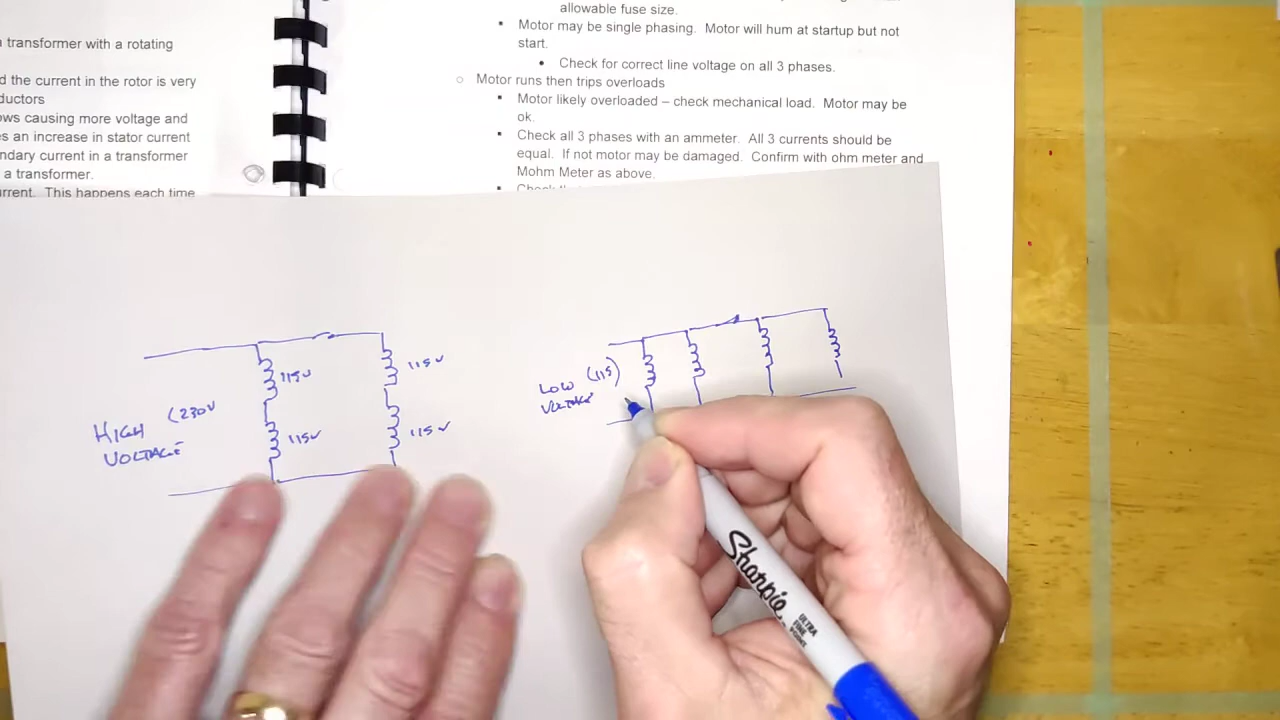 a transformer with a rotating
d the current in the rotor is very
ductors
ows causing more voltage and
es an increase in stator current
ndary current in a transformer
a transformer.
rrent. This happens each time
allowable fuse size.
Motor may be single phasing. Motor will hum at startup but not
start.
Check for correct line voltage on all 3 phases.
Motor runs then trips overloads
Motor likely overloaded – check mechanical load. Motor may be
ok.
Check all 3 phases with an ammeter. All 3 currents should be
equal. If not motor may be damaged. Confirm with ohm meter and
Mohm Meter as above.
HIGH (230V
VOLTAGE
115V
115V
115V
115V
LOW (115)
VOLTAGE
Sharpie
ULTRA
FINE
POINT